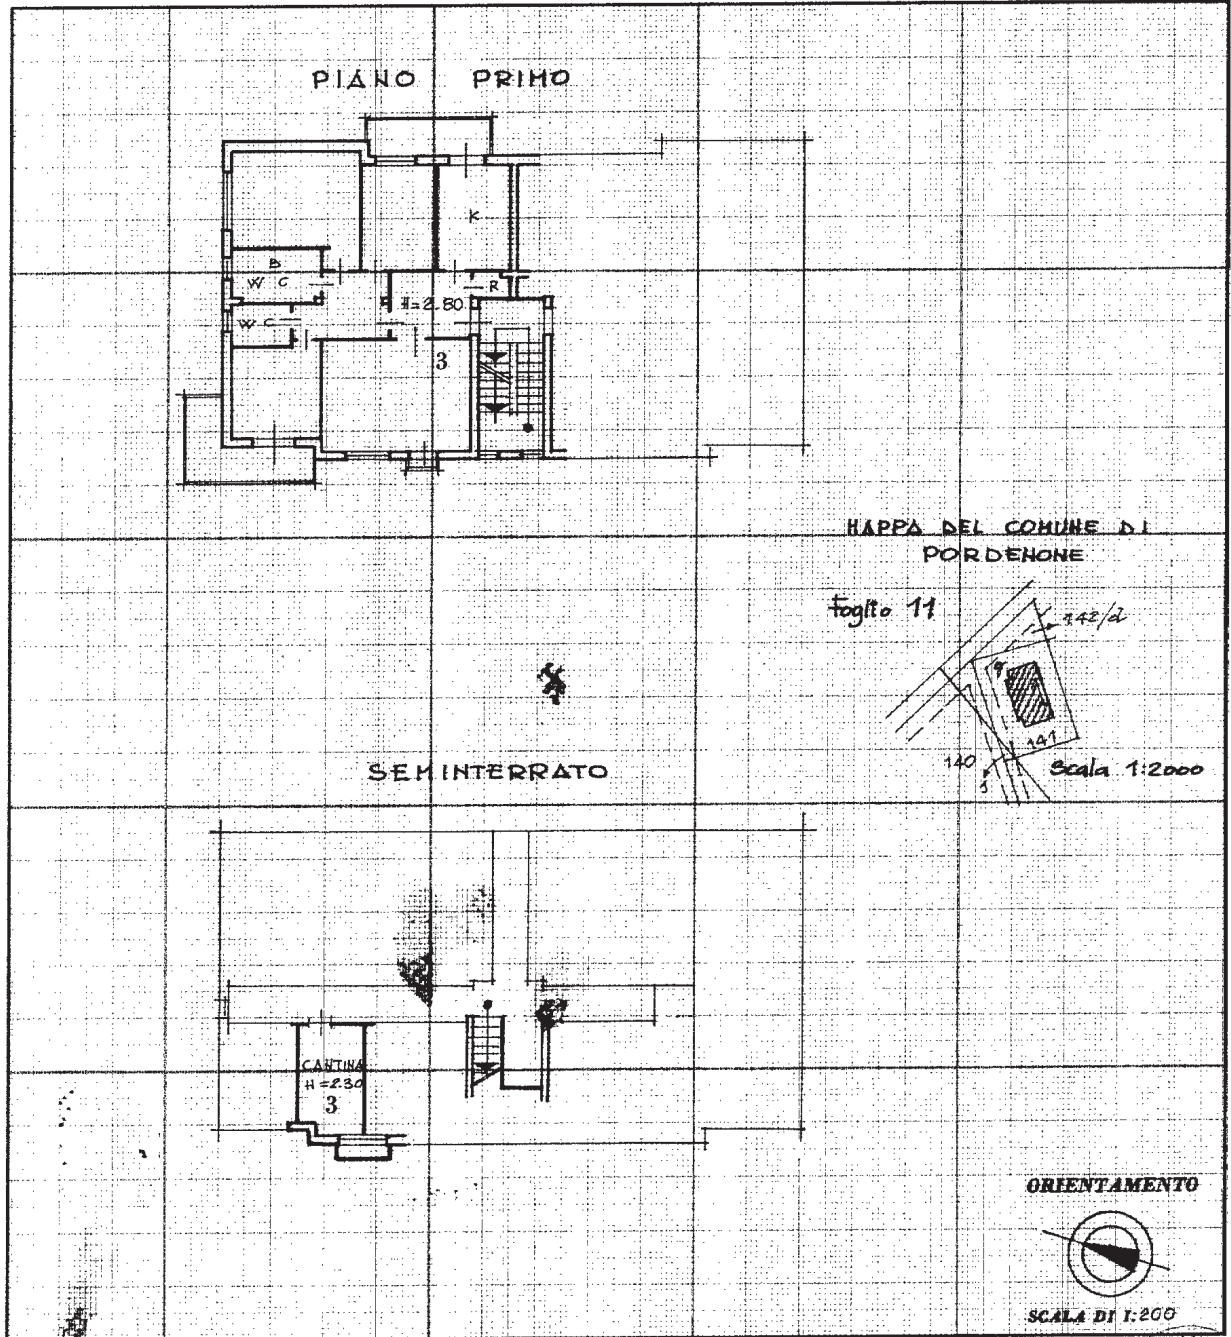 PIANO PRIMO
K
B
W C
R
H=2.80
W C
3
MAPPA DEL COMUNE DI
PORDENONE
Foglio 11
142/d
141
140
Scala 1:2000
SEMINTERRATO
CANTINA
H=2.30
3
ORIENTAMENTO
SCALA DI 1:200